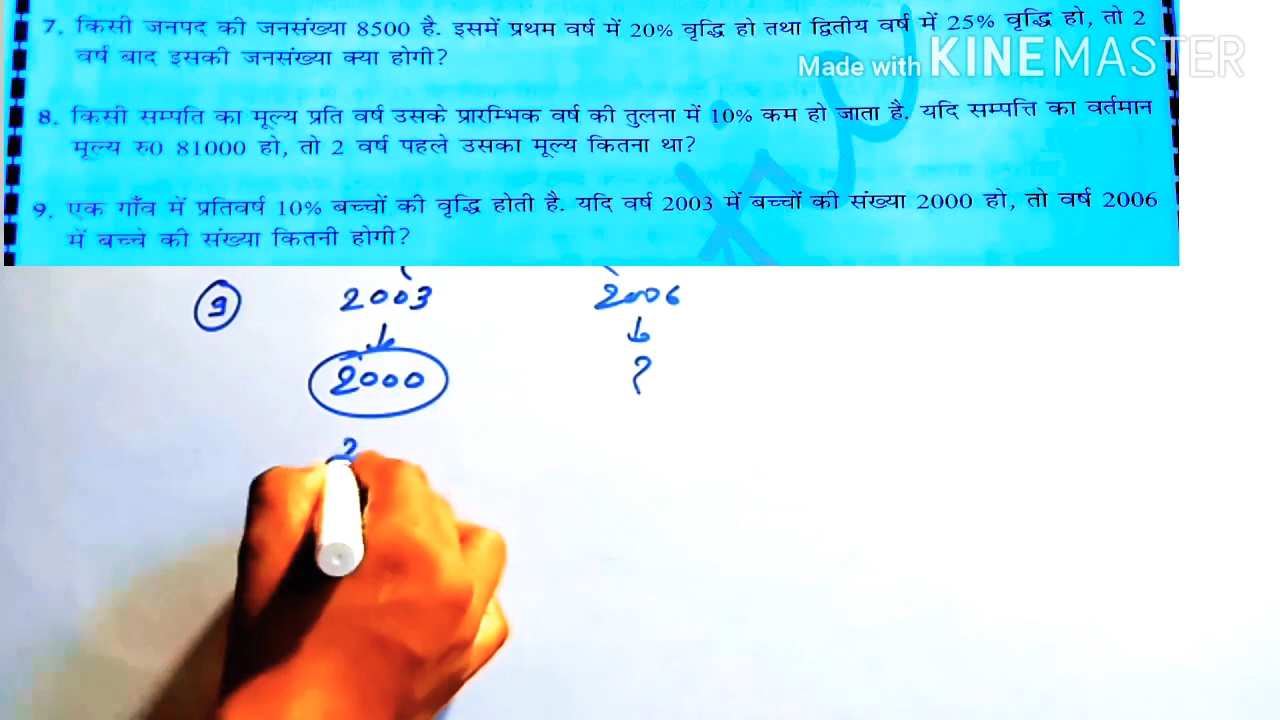 7. किसी जनपद की जनसंख्या 8500 है. इसमें प्रथम वर्ष में 20% वृद्धि हो तथा द्वितीय वर्ष में 25% वृद्धि हो, तो 2
वर्ष बाद इसकी जनसंख्या क्या होगी?
Made with KINEMASTER
8. किसी सम्पति का मूल्य प्रति वर्ष उसके प्रारम्भिक वर्ष की तुलना में 10% कम हो जाता है. यदि सम्पत्ति का वर्तमान
मूल्य रु0 81000 हो, तो 2 वर्ष पहले उसका मूल्य कितना था?
9. एक गाँव में प्रतिवर्ष 10% बच्चों की वृद्धि होती है. यदि वर्ष 2003 में बच्चों की संख्या 2000 हो, तो वर्ष 2006
में बच्चे की संख्या कितनी होगी?
9 2003 2006
2000 ?
2